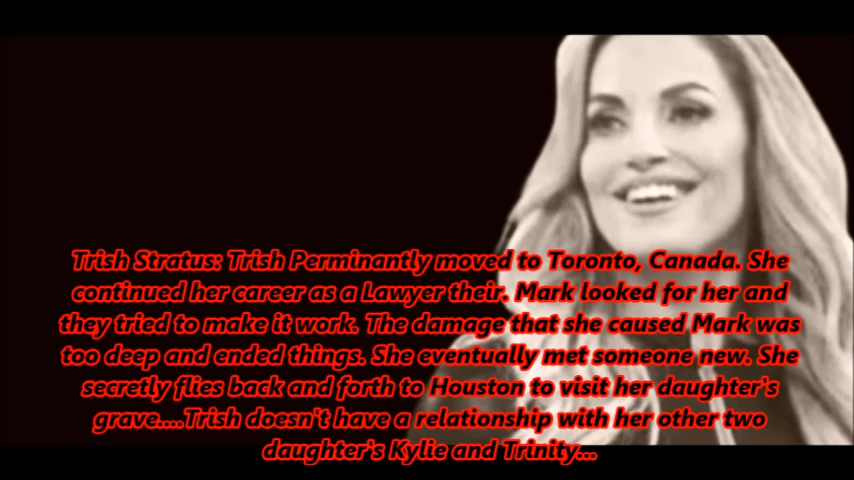 Trish Stratus: Trish Perminantly moved to Toronto, Canada. She
continued her career as a Lawyer their. Mark looked for her and
they tried to make it work. The damage that she caused Mark was
too deep and ended things. She eventually met someone new. She
secretly flies back and forth to Houston to visit her daughter's
grave....Trish doesn't have a relationship with her other two
daughter's Kylie and Trinity...